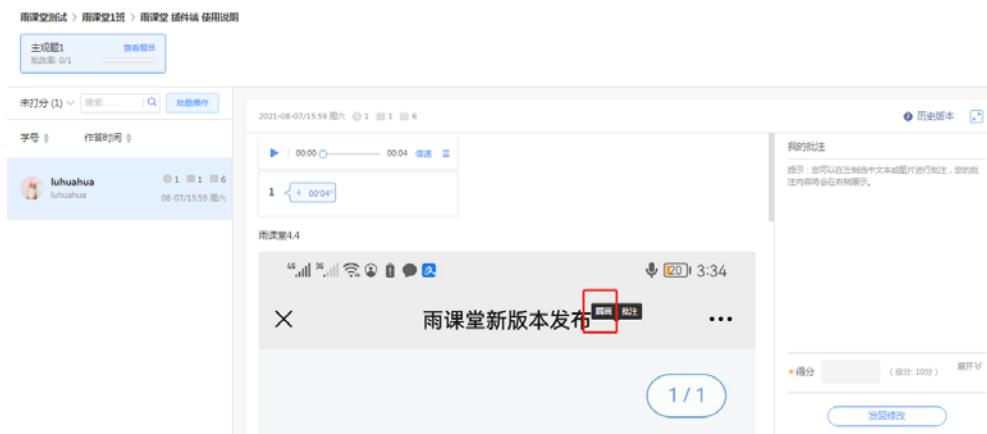 雨课堂测试 > 雨课堂1班 > 雨课堂 插件端 使用说明
主观题1 查看题目
批改率: 0/1
未打分 (1) 搜索...... 批量操作
学号 作答时间
luhuahua 1 1 6
luhuahua 08-07/15:59 周六
2021-08-07/15:59 周六 1 1 6 历史版本
00:00 00:04 倍速
1 00'04"
雨课堂4.4
4G 3G 20 3:34
雨课堂新版本发布 圈画 批注
1/1
我的批注
提示：您可以在左侧选中文本或图片进行批注，您的批
注内容将会在右侧展示。
*得分 (总分: 10分) 展开
发回修改